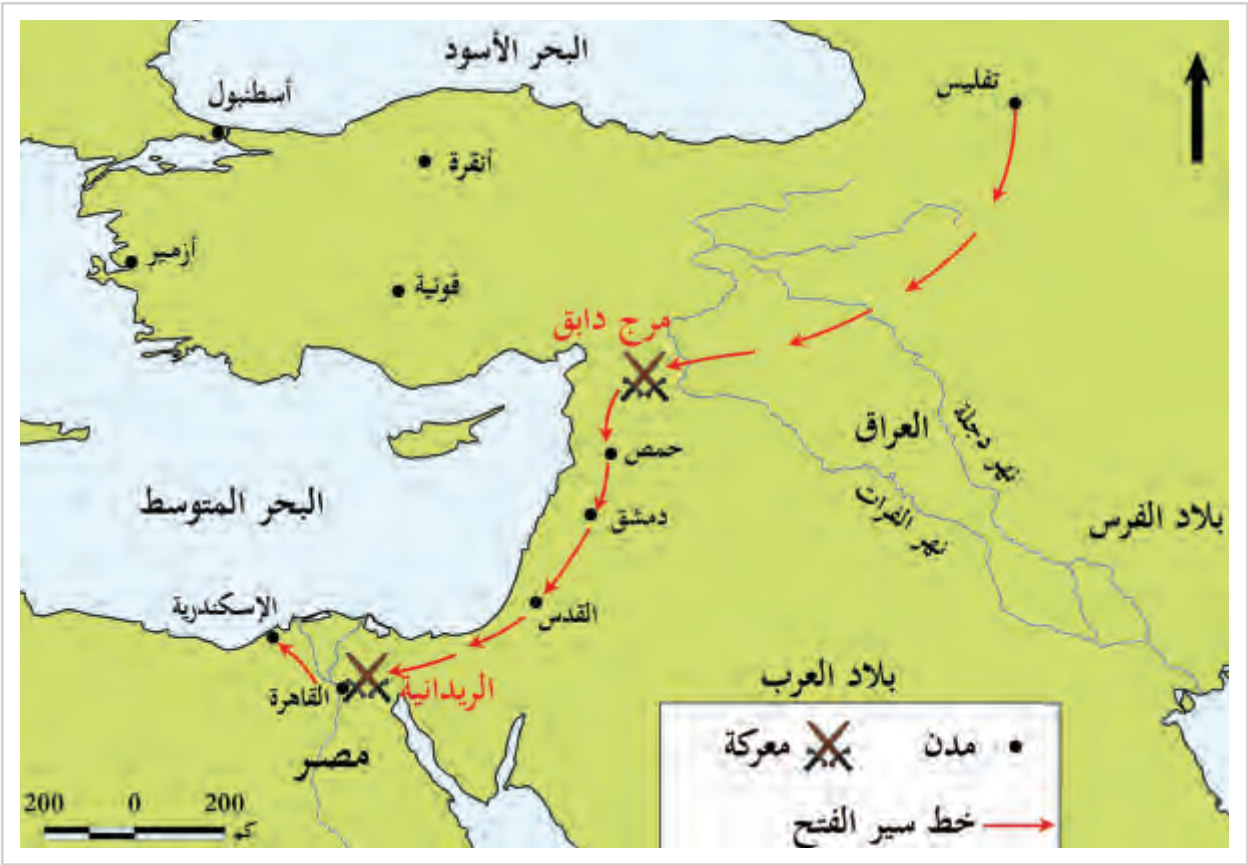 البحر الأسود
تفليس
أسطنبول
أنقرة
أزمير
قونية
مرج دابق
حمص
العراق
نهر دجلة
نهر الفرات
دمشق
بلاد الفرس
البحر المتوسط
القدس
الإسكندرية
الريدانية
القاهرة
مصر
بلاد العرب
مدن
معركة
خط سير الفتح
200 0 200
كم